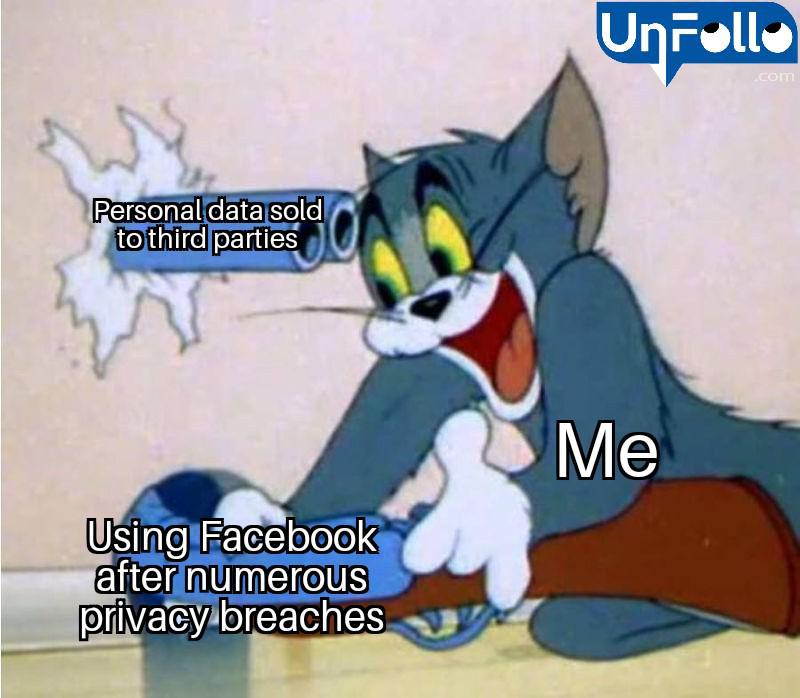 UnFollo
.com
Personal data sold
to third parties
Me
Using Facebook
after numerous
privacy breaches